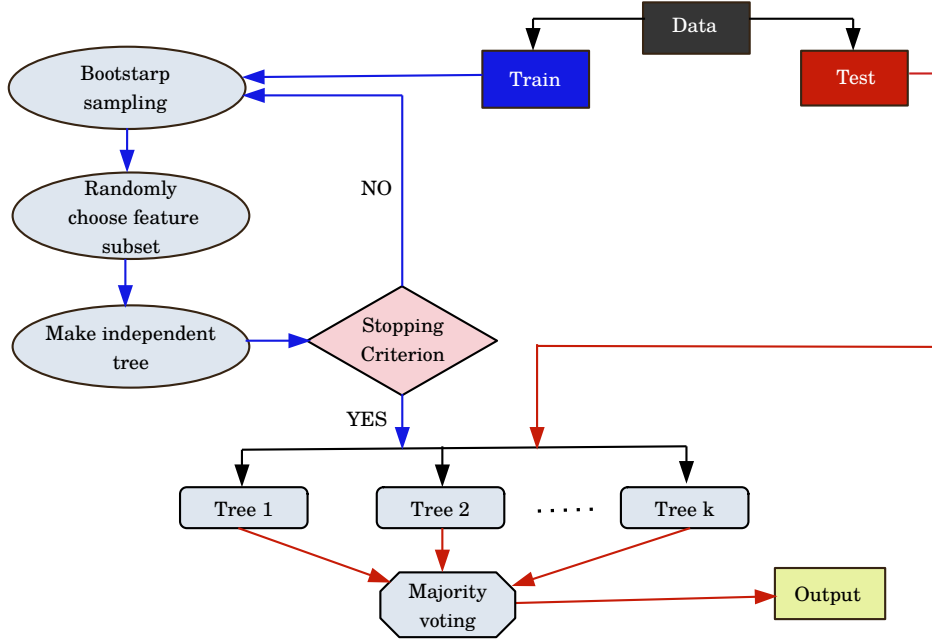 Data
Train
Test
Bootstarp
sampling
Randomly
choose feature
subset
NO
Make independent
tree
Stopping
Criterion
YES
Tree 1
Tree 2
Tree k
Majority
voting
Output